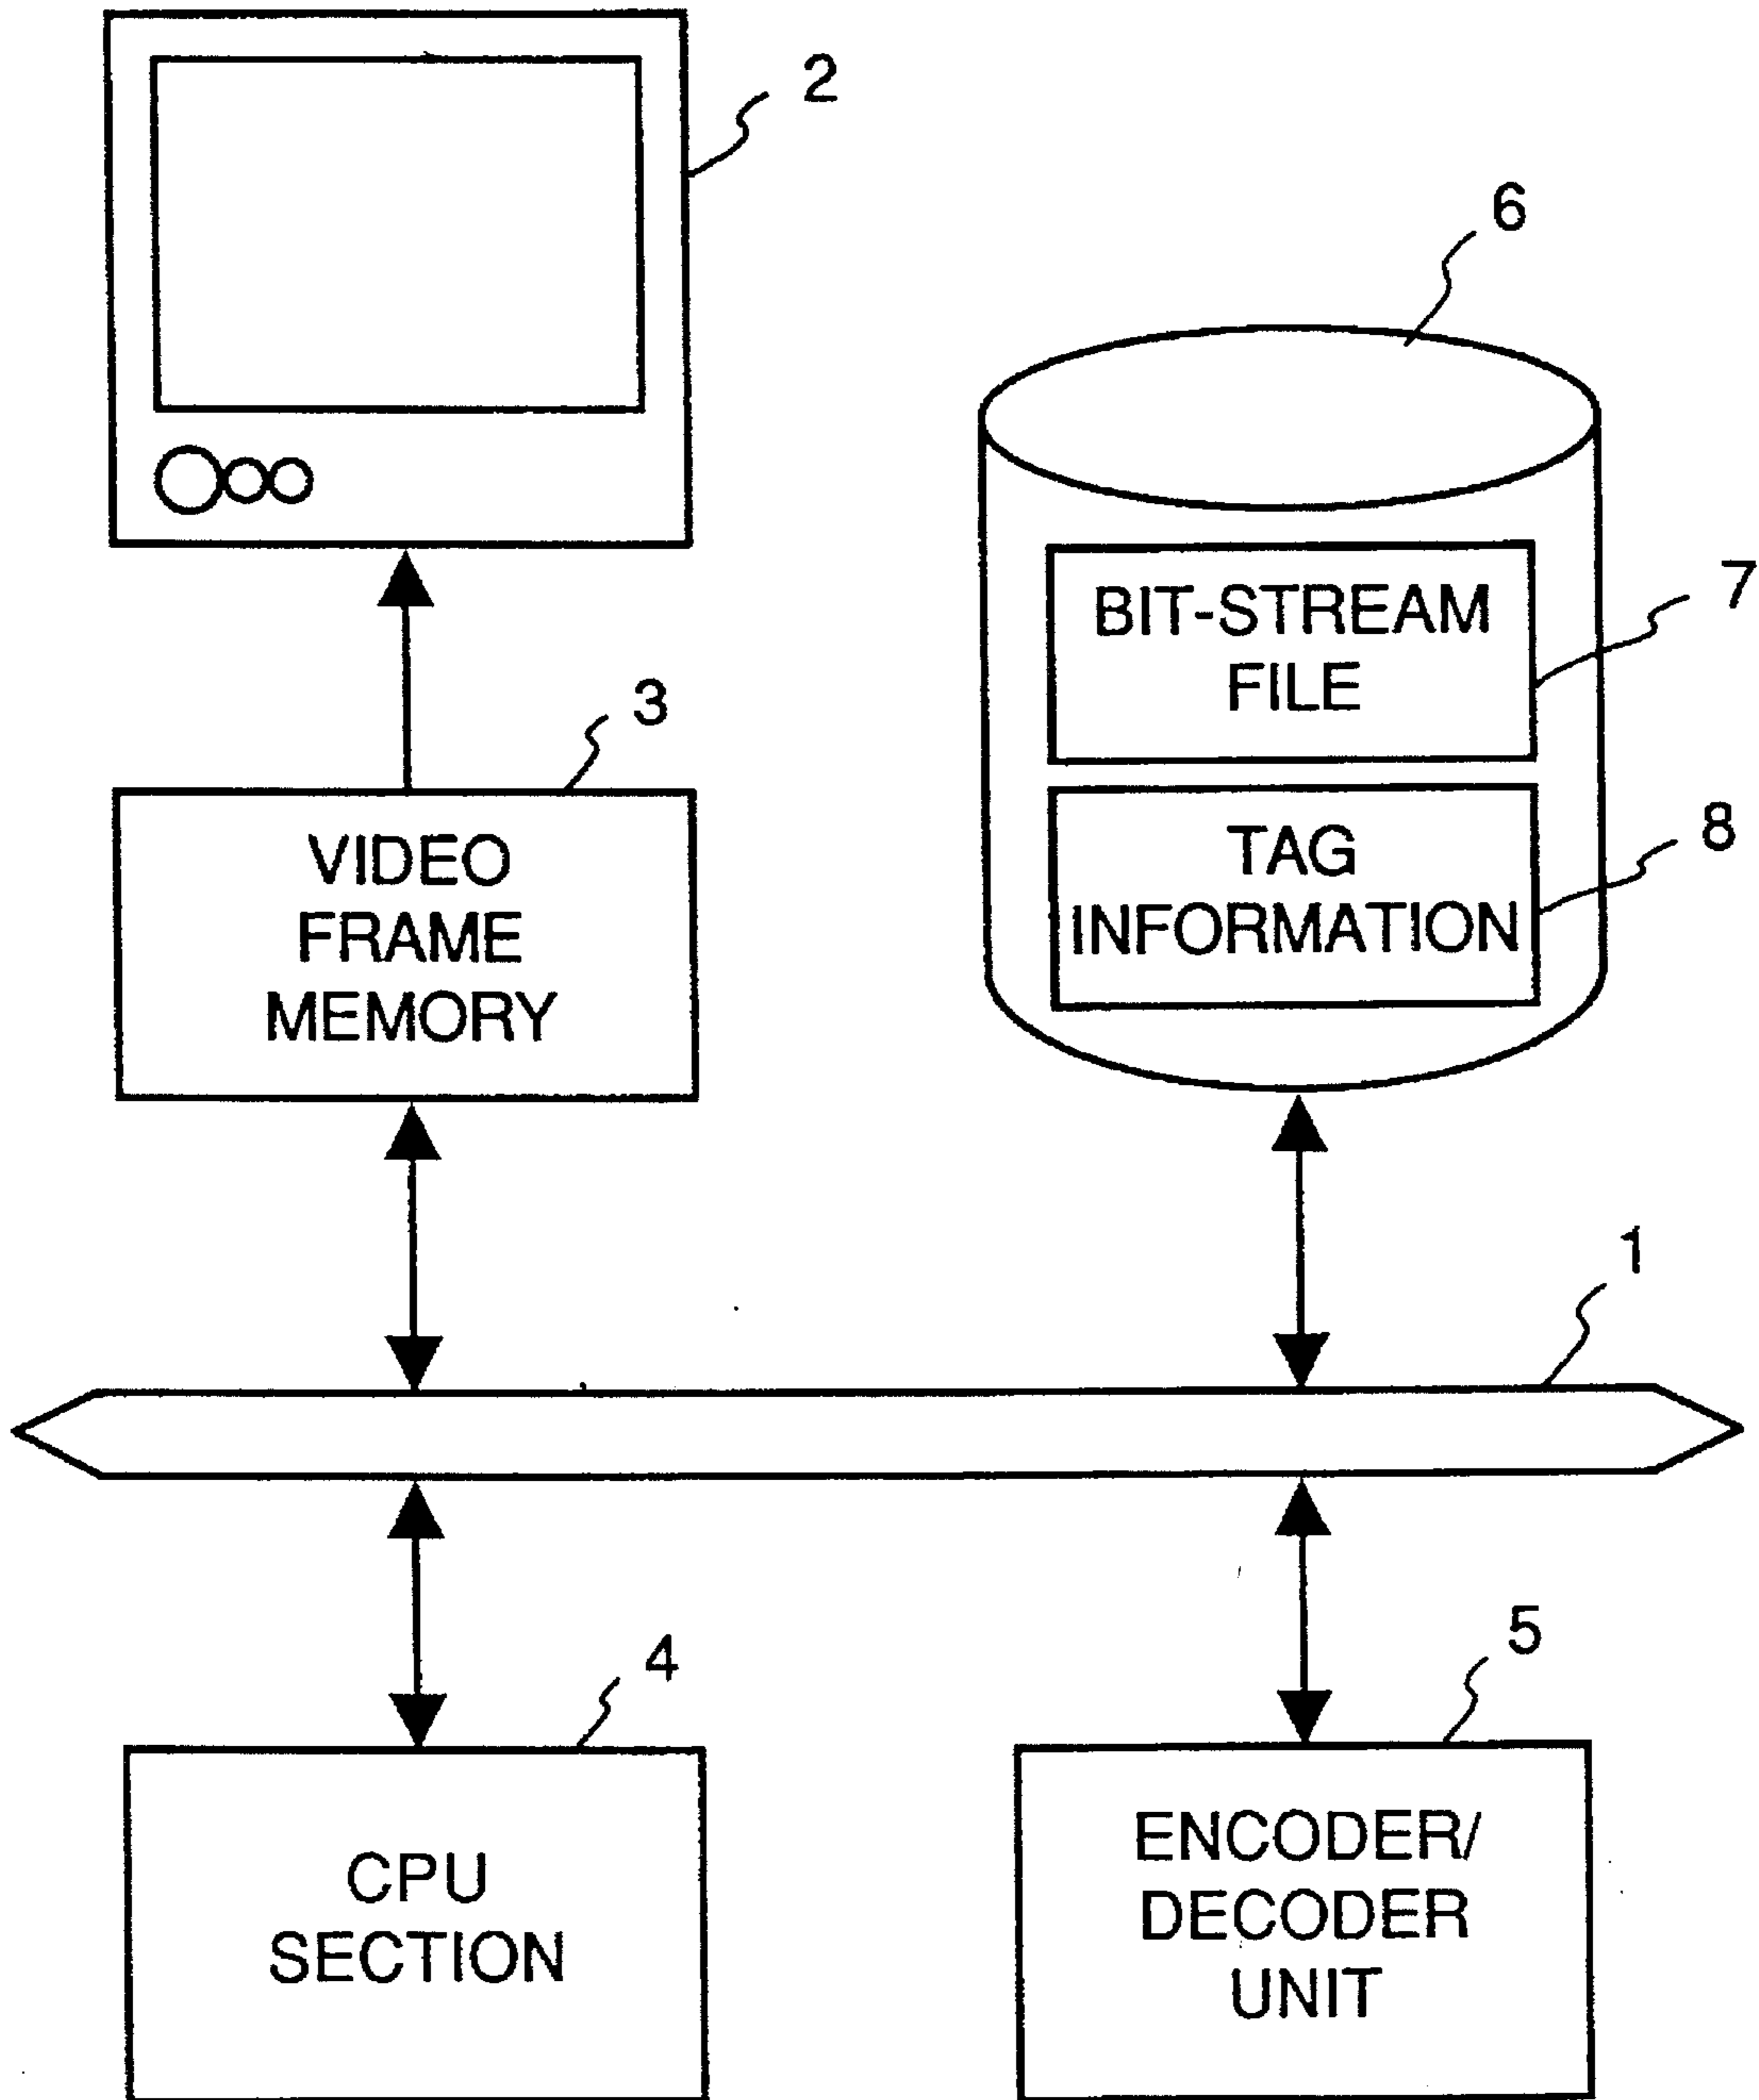 2
6
BIT-STREAM
FILE
7
3
VIDEO
FRAME
MEMORY
TAG
INFORMATION
8
1
4
CPU
SECTION
5
ENCODER/
DECODER
UNIT